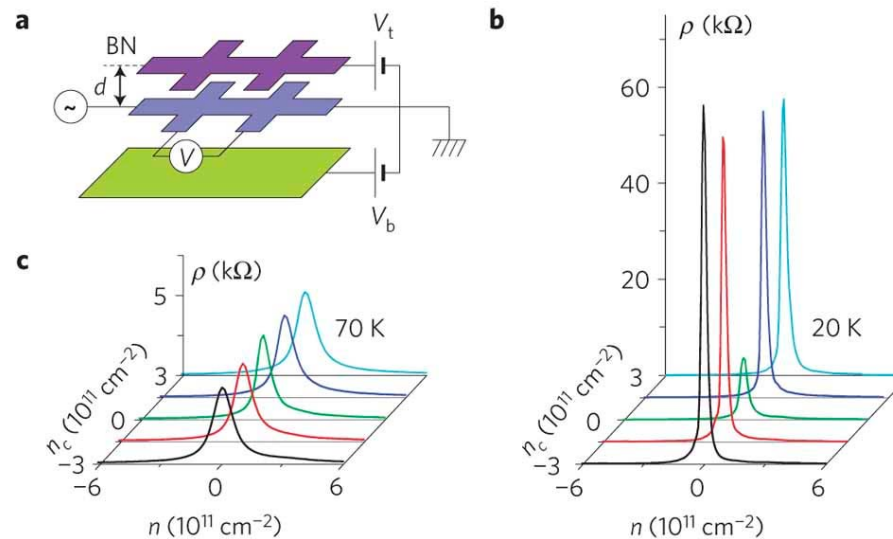 a
BN
d
~
V
Vt
Vb
b
ρ (kΩ)
60
40
20
3
0
−3
nc (10¹¹ cm⁻²)
20 K
−6
0
6
n (10¹¹ cm⁻²)
c
ρ (kΩ)
5
70 K
3
0
−3
nc (10¹¹ cm⁻²)
−6
0
6
n (10¹¹ cm⁻²)